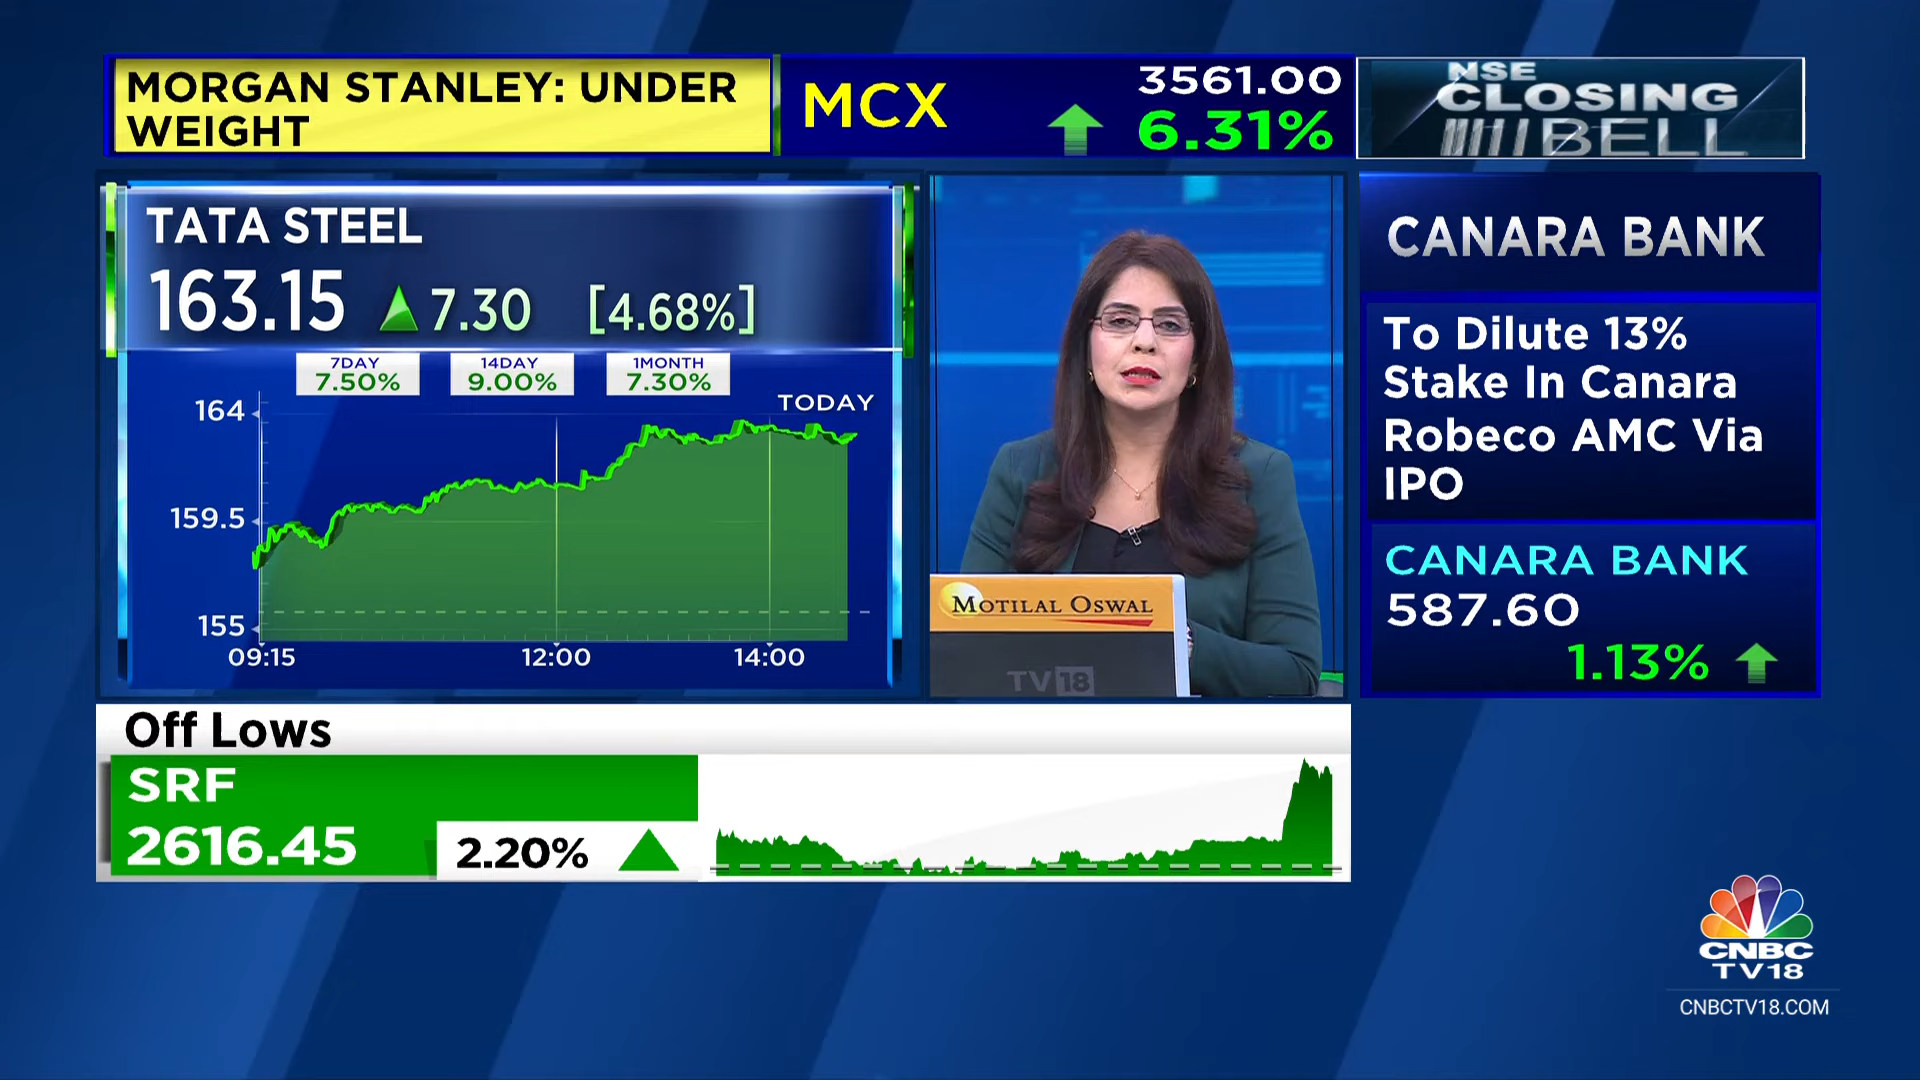 MORGAN STANLEY: UNDER
WEIGHT
MCX
3561.00
6.31%
NSE
CLOSING
BELL
TATA STEEL
163.15 7.30 [4.68%]
7DAY
7.50%
14DAY
9.00%
1MONTH
7.30%
TODAY
164
159.5
155
09:15 12:00 14:00
MOTILAL OSWAL
TV18
CANARA BANK
To Dilute 13%
Stake In Canara
Robeco AMC Via
IPO
CANARA BANK
587.60
1.13%
Off Lows
SRF
2616.45
2.20%
CNBC
TV18
CNBCTV18.COM